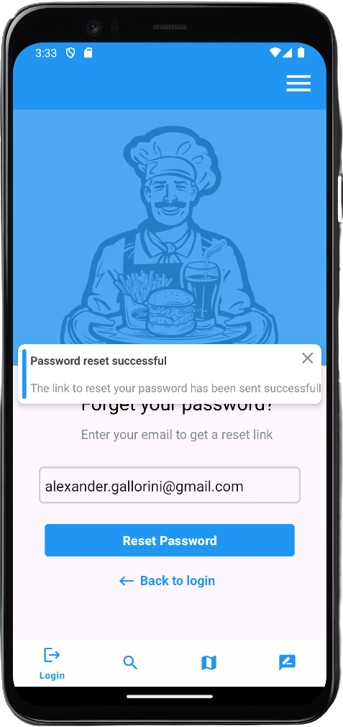 3:33
Password reset successful
The link to reset your password has been sent successfull
Forget your password?
Enter your email to get a reset link
alexander.gallorini@gmail.com
Reset Password
Back to login
Login